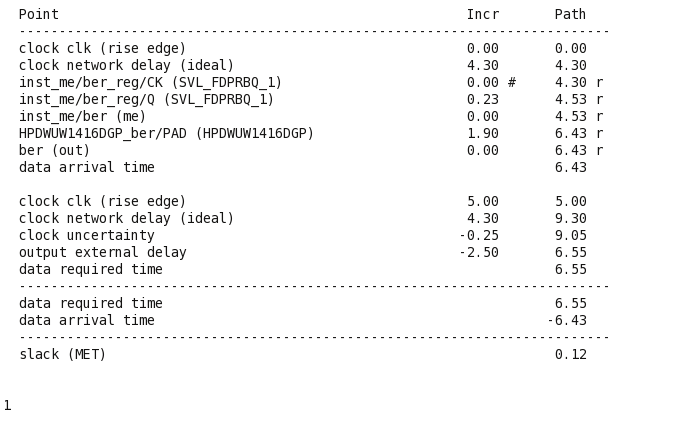 Point Incr Path
--------------------------------------------------------------------------
clock clk (rise edge) 0.00 0.00
clock network delay (ideal) 4.30 4.30
inst_me/ber_reg/CK (SVL_FDPRBQ_1) 0.00 # 4.30 r
inst_me/ber_reg/Q (SVL_FDPRBQ_1) 0.23 4.53 r
inst_me/ber (me) 0.00 4.53 r
HPDWUW1416DGP_ber/PAD (HPDWUW1416DGP) 1.90 6.43 r
ber (out) 0.00 6.43 r
data arrival time 6.43
clock clk (rise edge) 5.00 5.00
clock network delay (ideal) 4.30 9.30
clock uncertainty -0.25 9.05
output external delay -2.50 6.55
data required time 6.55
--------------------------------------------------------------------------
data required time 6.55
data arrival time -6.43
--------------------------------------------------------------------------
slack (MET) 0.12
1